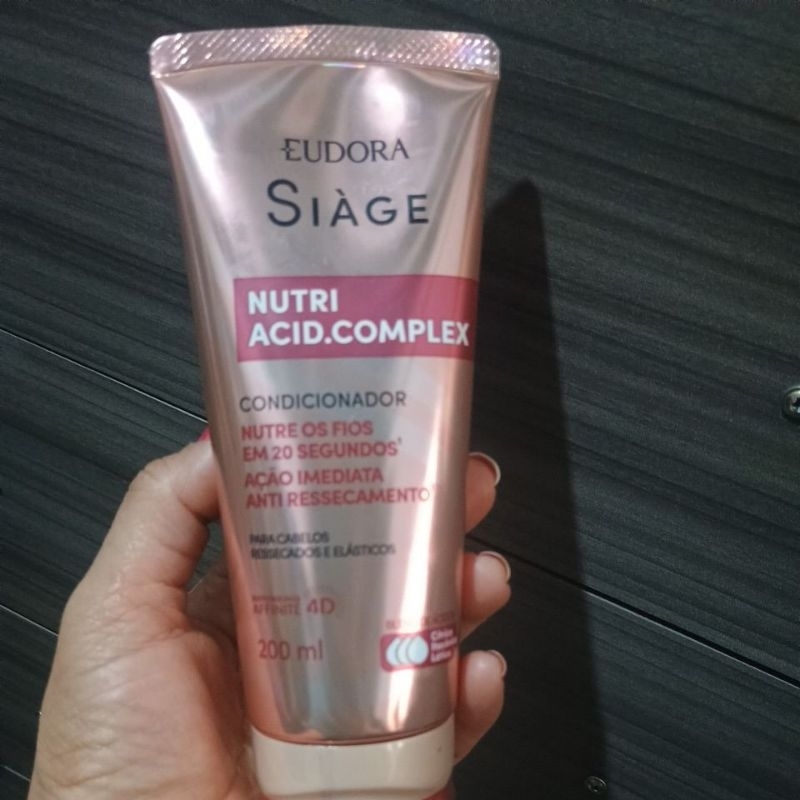 EUDORA
SIÀGE
NUTRI
ACID.COMPLEX
CONDICIONADOR
NUTRE OS FIOS
EM 20 SEGUNDOS¹
AÇÃO IMEDIATA
ANTI RESSECAMENTO
PARA CABELOS
RESSECADOS E ELÁSTICOS
AFFINITÉ 4D
200 ml